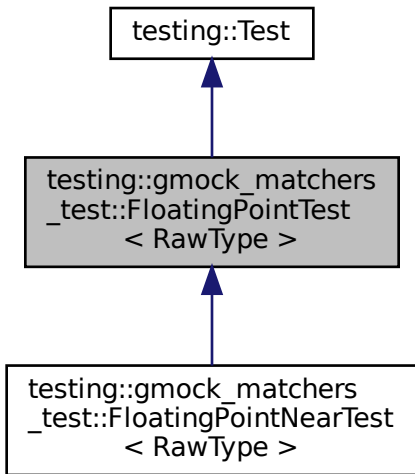 testing::Test
testing::gmock_matchers
_test::FloatingPointTest
< RawType >
testing::gmock_matchers
_test::FloatingPointNearTest
< RawType >